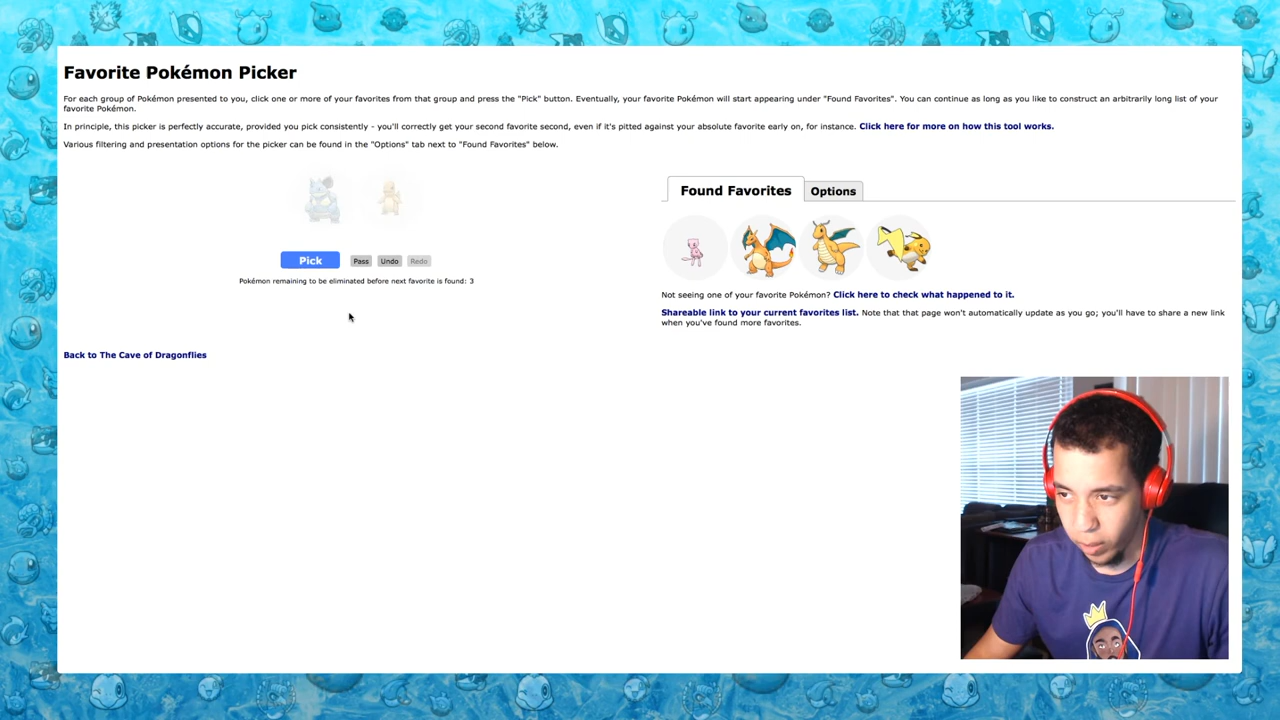 Favorite Pokémon Picker
For each group of Pokémon presented to you, click one or more of your favorites from that group and press the "Pick" button. Eventually, your favorite Pokémon will start appearing under "Found Favorites". You can continue as long as you like to construct an arbitrarily long list of your
favorite Pokémon.
In principle, this picker is perfectly accurate, provided you pick consistently - you'll correctly get your second favorite second, even if it's pitted against your absolute favorite early on, for instance. Click here for more on how this tool works.
Various filtering and presentation options for the picker can be found in the "Options" tab next to "Found Favorites" below.
Found Favorites
Options
Pick
Pass
Undo
Redo
Pokémon remaining to be eliminated before next favorite is found: 3
Not seeing one of your favorite Pokémon? Click here to check what happened to it.
Shareable link to your current favorites list. Note that that page won't automatically update as you go; you'll have to share a new link
when you've found more favorites.
Back to The Cave of Dragonflies